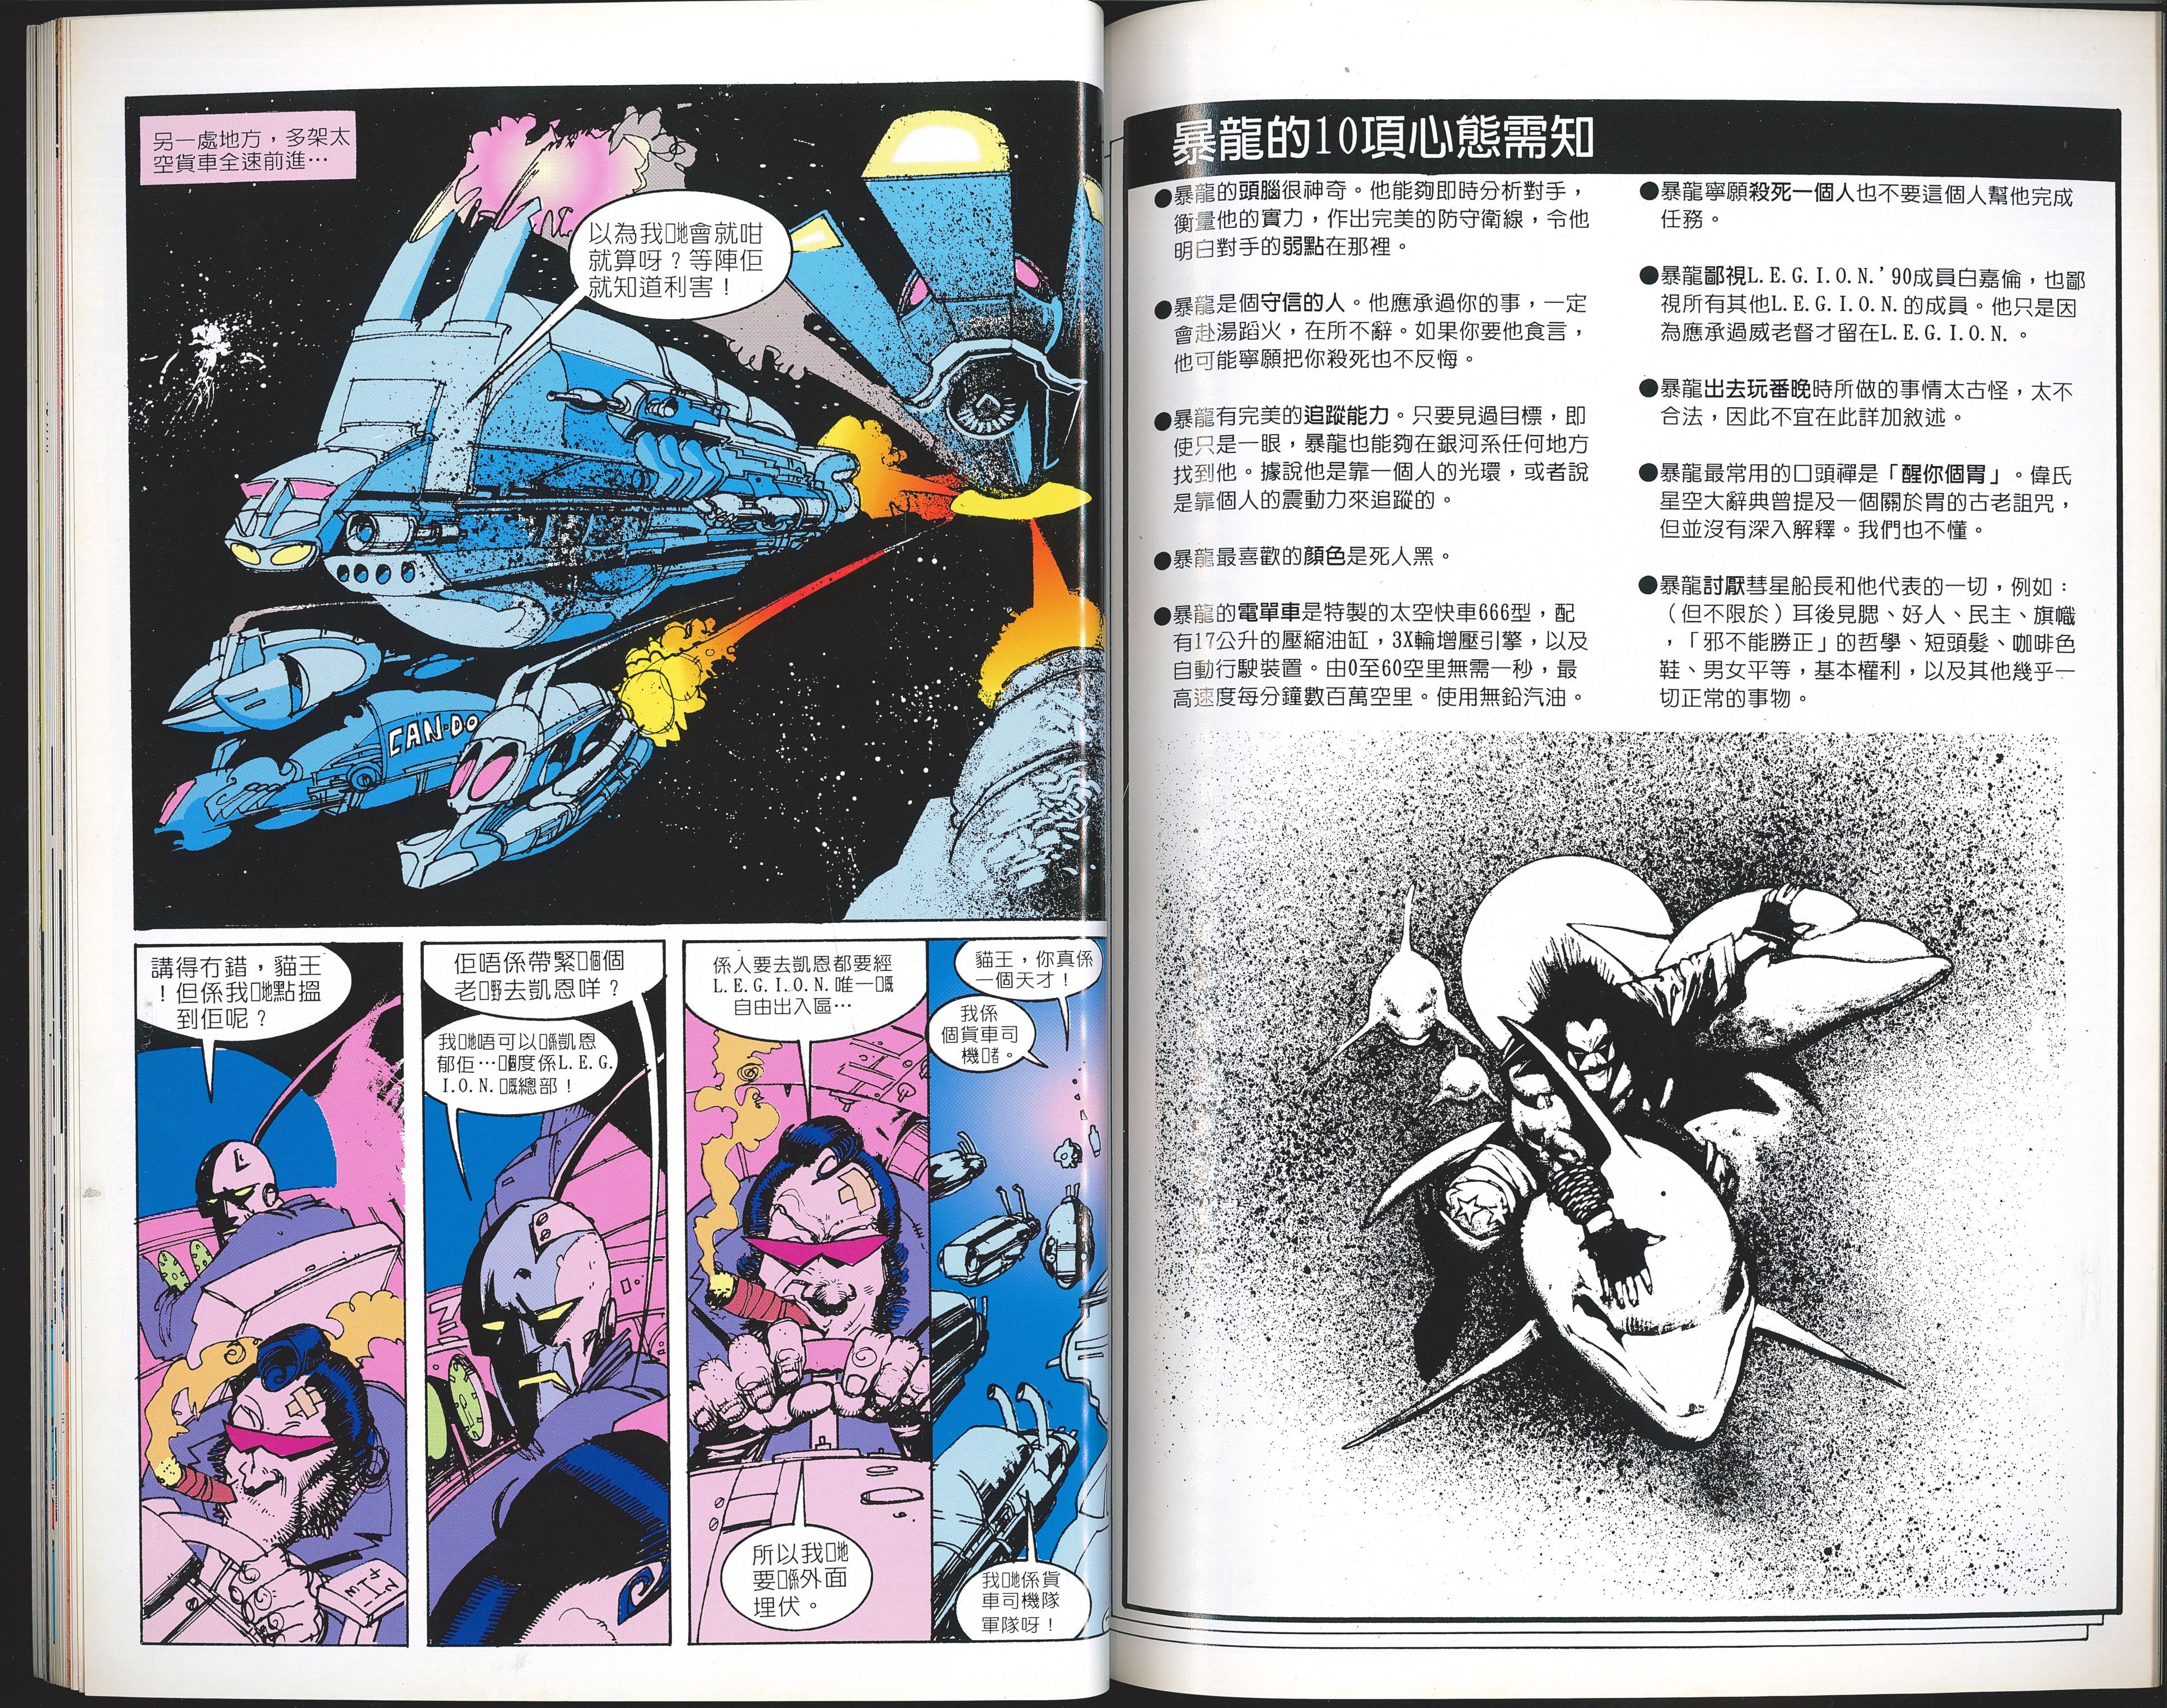 另一處地方，多架太
空貨車全速前進…
以為我哋會就咁
就算呀？等陣佢
就知道利害！
CAN-DO
講得冇錯，貓王
！但係我哋點搵
到佢呢？
佢唔係帶緊嗰個
老嘢去凱恩咩？
我哋唔可以喺凱恩
郁佢…嗰度係L.E.G.
I.O.N.嘅總部！
係人要去凱恩都要經
L.E.G.I.O.N.唯一嘅
自由出入區…
所以我哋
要喺外面
埋伏。
貓王，你真係
一個天才！
我係
個貨車司
機啫。
我哋係貨
車司機隊
軍隊呀！
暴龍的10項心態需知
●暴龍的頭腦很神奇。他能夠即時分析對手，
衡量他的實力，作出完美的防守衛線，令他
明白對手的弱點在那裡。
●暴龍是個守信的人。他應承過你的事，一定
會赴湯蹈火，在所不辭。如果你要他食言，
他可能寧願把你殺死也不反悔。
●暴龍有完美的追蹤能力。只要見過目標，即
使只是一眼，暴龍也能夠在銀河系任何地方
找到他。據說他是靠一個人的光環，或者說
是靠個人的震動力來追蹤的。
●暴龍最喜歡的顏色是死人黑。
●暴龍的電單車是特製的太空快車666型，配
有17公升的壓縮油缸，3X輪增壓引擎，以及
自動行駛裝置。由0至60空里無需一秒，最
高速度每分鐘數百萬空里。使用無鉛汽油。
●暴龍寧願殺死一個人也不要這個人幫他完成
任務。
●暴龍鄙視L.E.G.I.O.N.'90成員白嘉倫，也鄙
視所有其他L.E.G.I.O.N.的成員。他只是因
為應承過威老督才留在L.E.G.I.O.N.。
●暴龍出去玩番晚時所做的事情太古怪，太不
合法，因此不宜在此詳加敘述。
●暴龍最常用的口頭禪是「醒你個胃」。偉氏
星空大辭典曾提及一個關於胃的古老詛咒，
但並沒有深入解釋。我們也不懂。
●暴龍討厭彗星船長和他代表的一切，例如：
（但不限於）耳後見腮、好人、民主、旗幟
，「邪不能勝正」的哲學、短頭髮、咖啡色
鞋、男女平等，基本權利，以及其他幾乎一
切正常的事物。